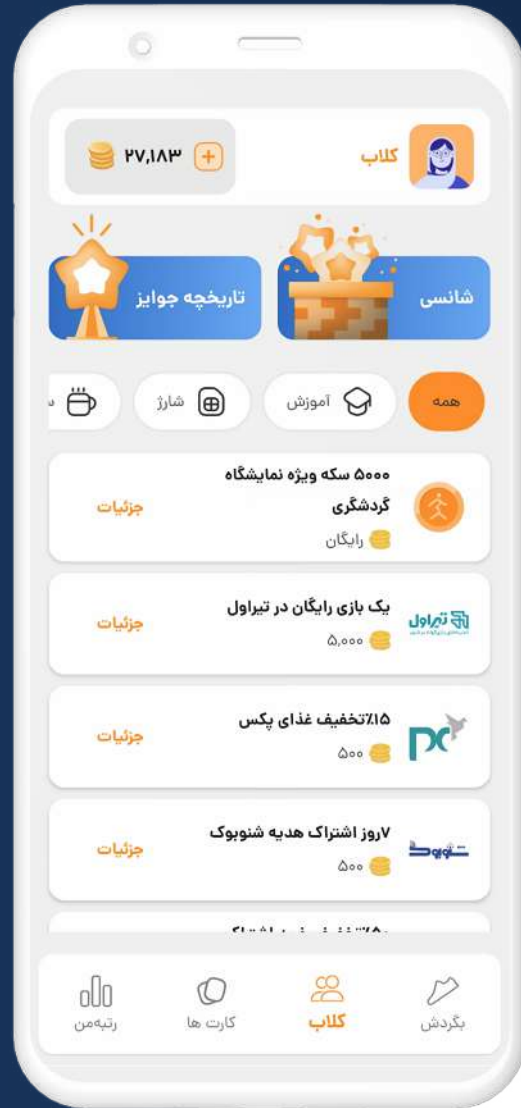 کلاب
۲۷,۱۸۳
شانسی
تاریخچه جوایز
همه
آموزش
شارژ
۵۰۰۰ سکه ویژه نمایشگاه
گردشگری
رایگان
جزئیات
تیراول
یک بازی رایگان در تیراول
۵,۰۰۰
جزئیات
٪۱۵تخفیف غذای پکس
۵۰۰
جزئیات
شنوبوک
۷روز اشتراک هدیه شنوبوک
۵۰۰
جزئیات
بگردش
کلاب
کارت ها
رتبه‌من